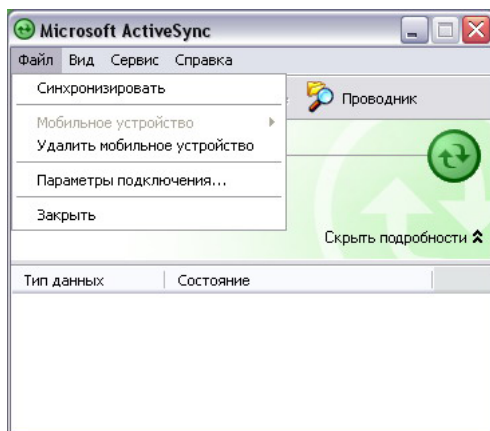 Microsoft ActiveSync
Файл Вид Сервис Справка
Синхронизировать
Проводник
Мобильное устройство
Удалить мобильное устройство
Параметры подключения...
Закрыть
Скрыть подробности
Тип данных Состояние